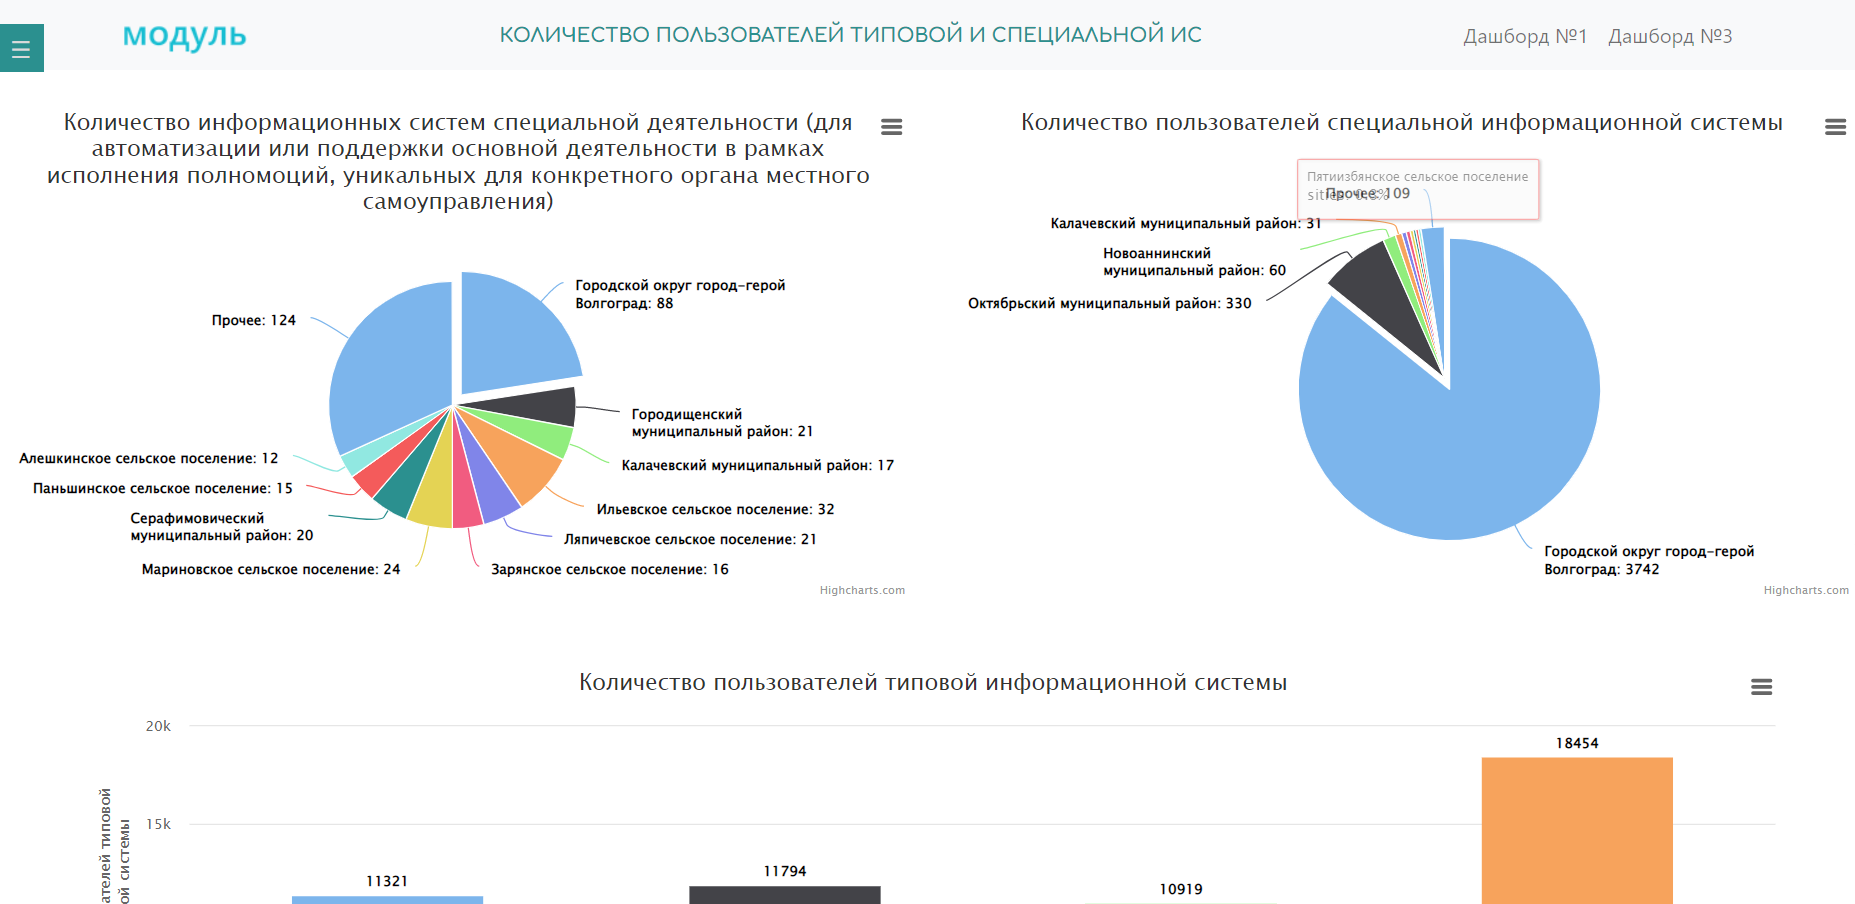 модуль
КОЛИЧЕСТВО ПОЛЬЗОВАТЕЛЕЙ ТИПОВОЙ И СПЕЦИАЛЬНОЙ ИС
Дашборд №1
Дашборд №3
Количество информационных систем специальной деятельности (для
автоматизации или поддержки основной деятельности в рамках
исполнения полномоций, уникальных для конкретного органа местного
самоуправления)
Городской округ город-герой
Волгоград: 88
Прочее: 124
Городищенский
муниципальный район: 21
Калачевский муниципальный район: 17
Алешкинское сельское поселение: 12
Паньшинское сельское поселение: 15
Ильевское сельское поселение: 32
Серафимовический
муниципальный район: 20
Ляпичевское сельское поселение: 21
Мариновское сельское поселение: 24
Зарянское сельское поселение: 16
Highcharts.com
Количество пользователей специальной информационной системы
Пятиизбянское сельское поселение
Прочее: 109
Калачевский муниципальный район: 31
Новоаннинский
муниципальный район: 60
Октябрьский муниципальный район: 330
Городской округ город-герой
Волгоград: 3742
Highcharts.com
Количество пользователей типовой информационной системы
20k
15k
ателей типовой
ой системы
11321
11794
10919
18454